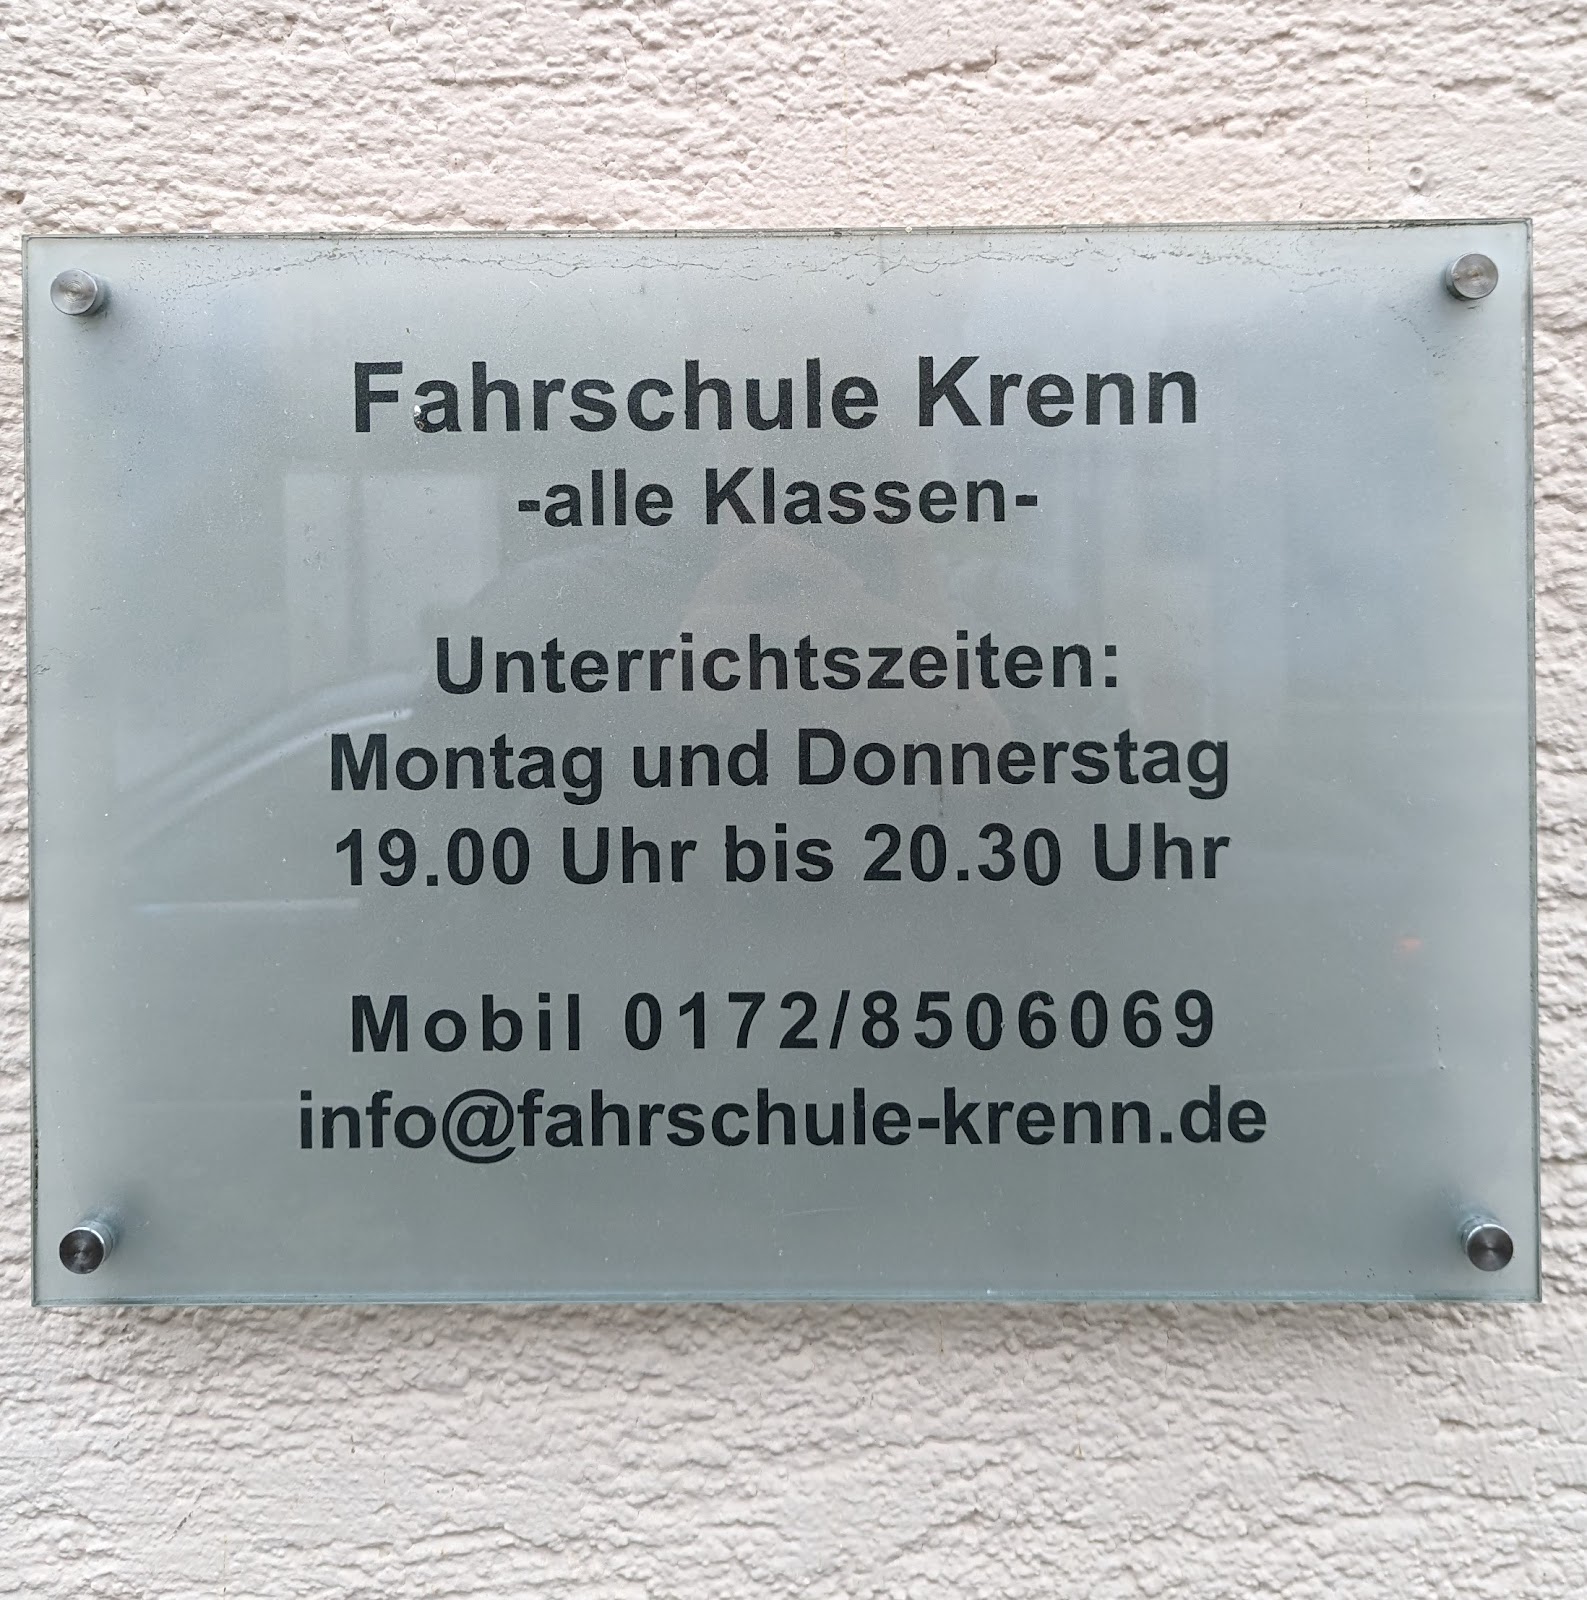 Fahrschule Krenn
-alle Klassen-
Unterrichtszeiten:
Montag und Donnerstag
19.00 Uhr bis 20.30 Uhr
Mobil 0172/8506069
info@fahrschule-krenn.de